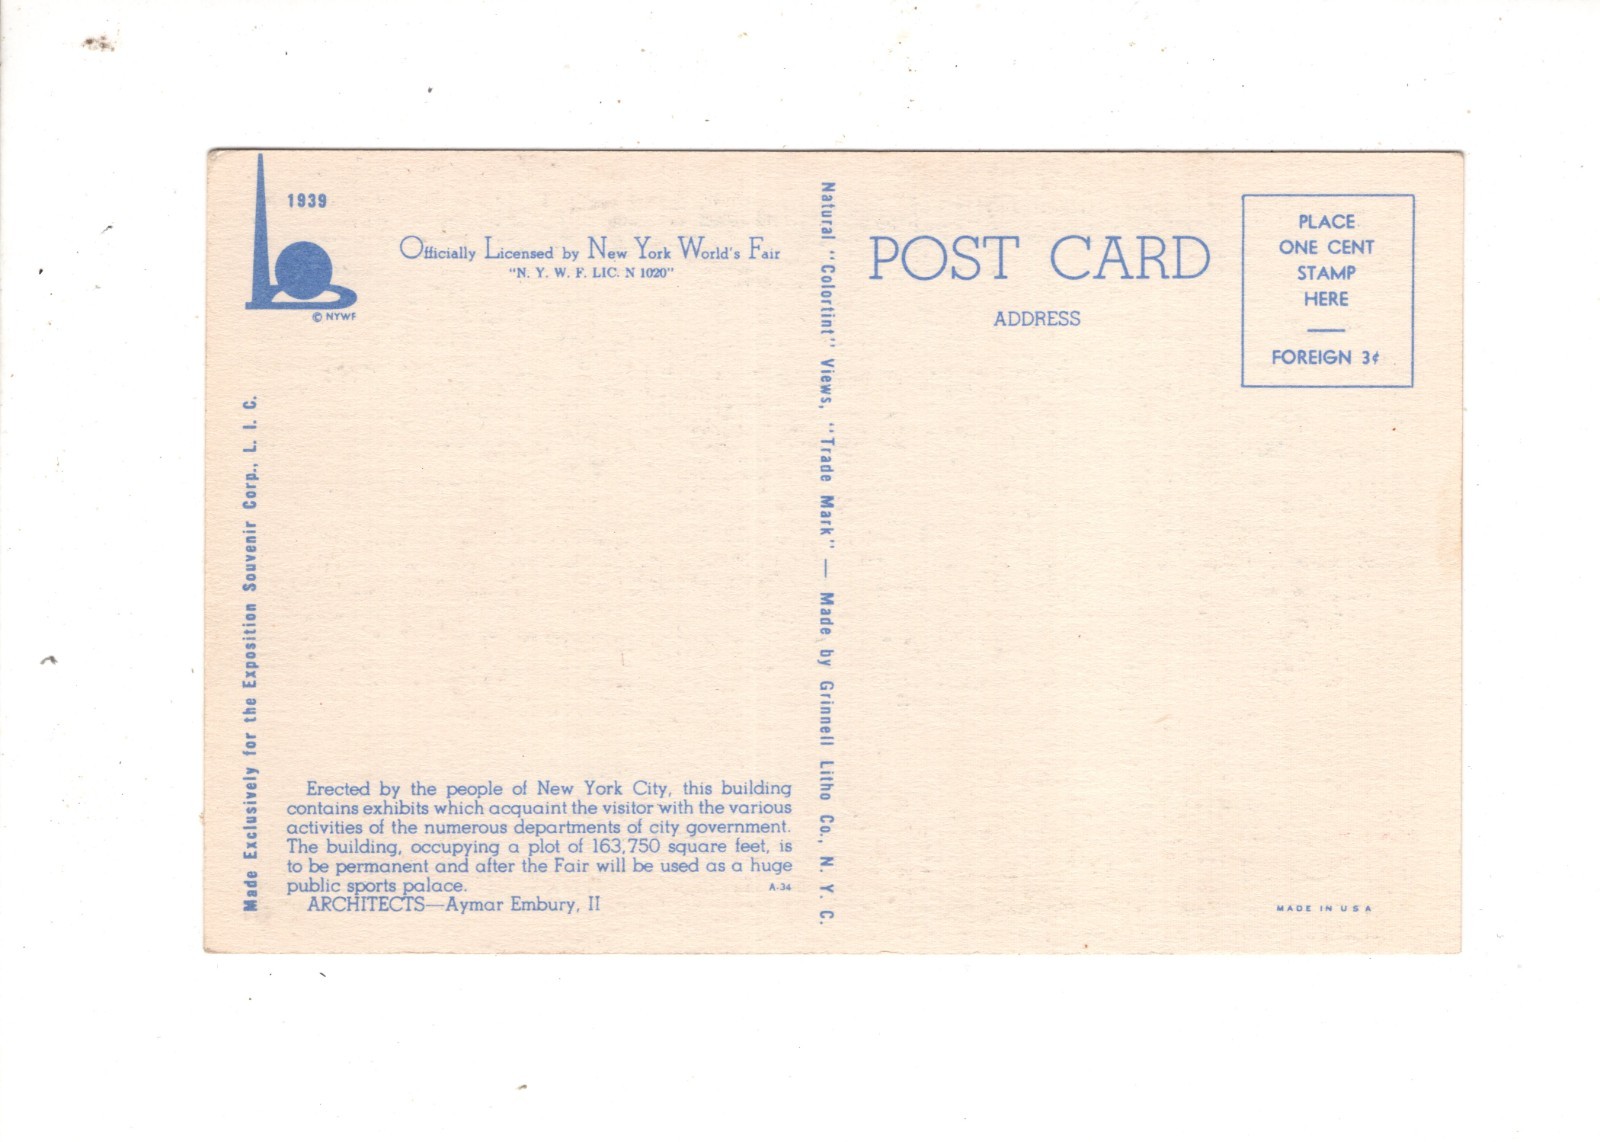 1939
© NYWF
Officially Licensed by New York World's Fair
"N. Y. W. F. LIC. N 1020"
Made Exclusively for the Exposition Souvenir Corp., L. I. C.
Erected by the people of New York City, this building
contains exhibits which acquaint the visitor with the various
activities of the numerous departments of city government.
The building, occupying a plot of 163,750 square feet, is
to be permanent and after the Fair will be used as a huge
public sports palace.
A-34
ARCHITECTS—Aymar Embury, II
Natural "Colortint" Views, "Trade Mark" — Made by Grinnell Litho Co., N. Y. C.
POST CARD
ADDRESS
PLACE
ONE CENT
STAMP
HERE
FOREIGN 3¢
MADE IN U S A